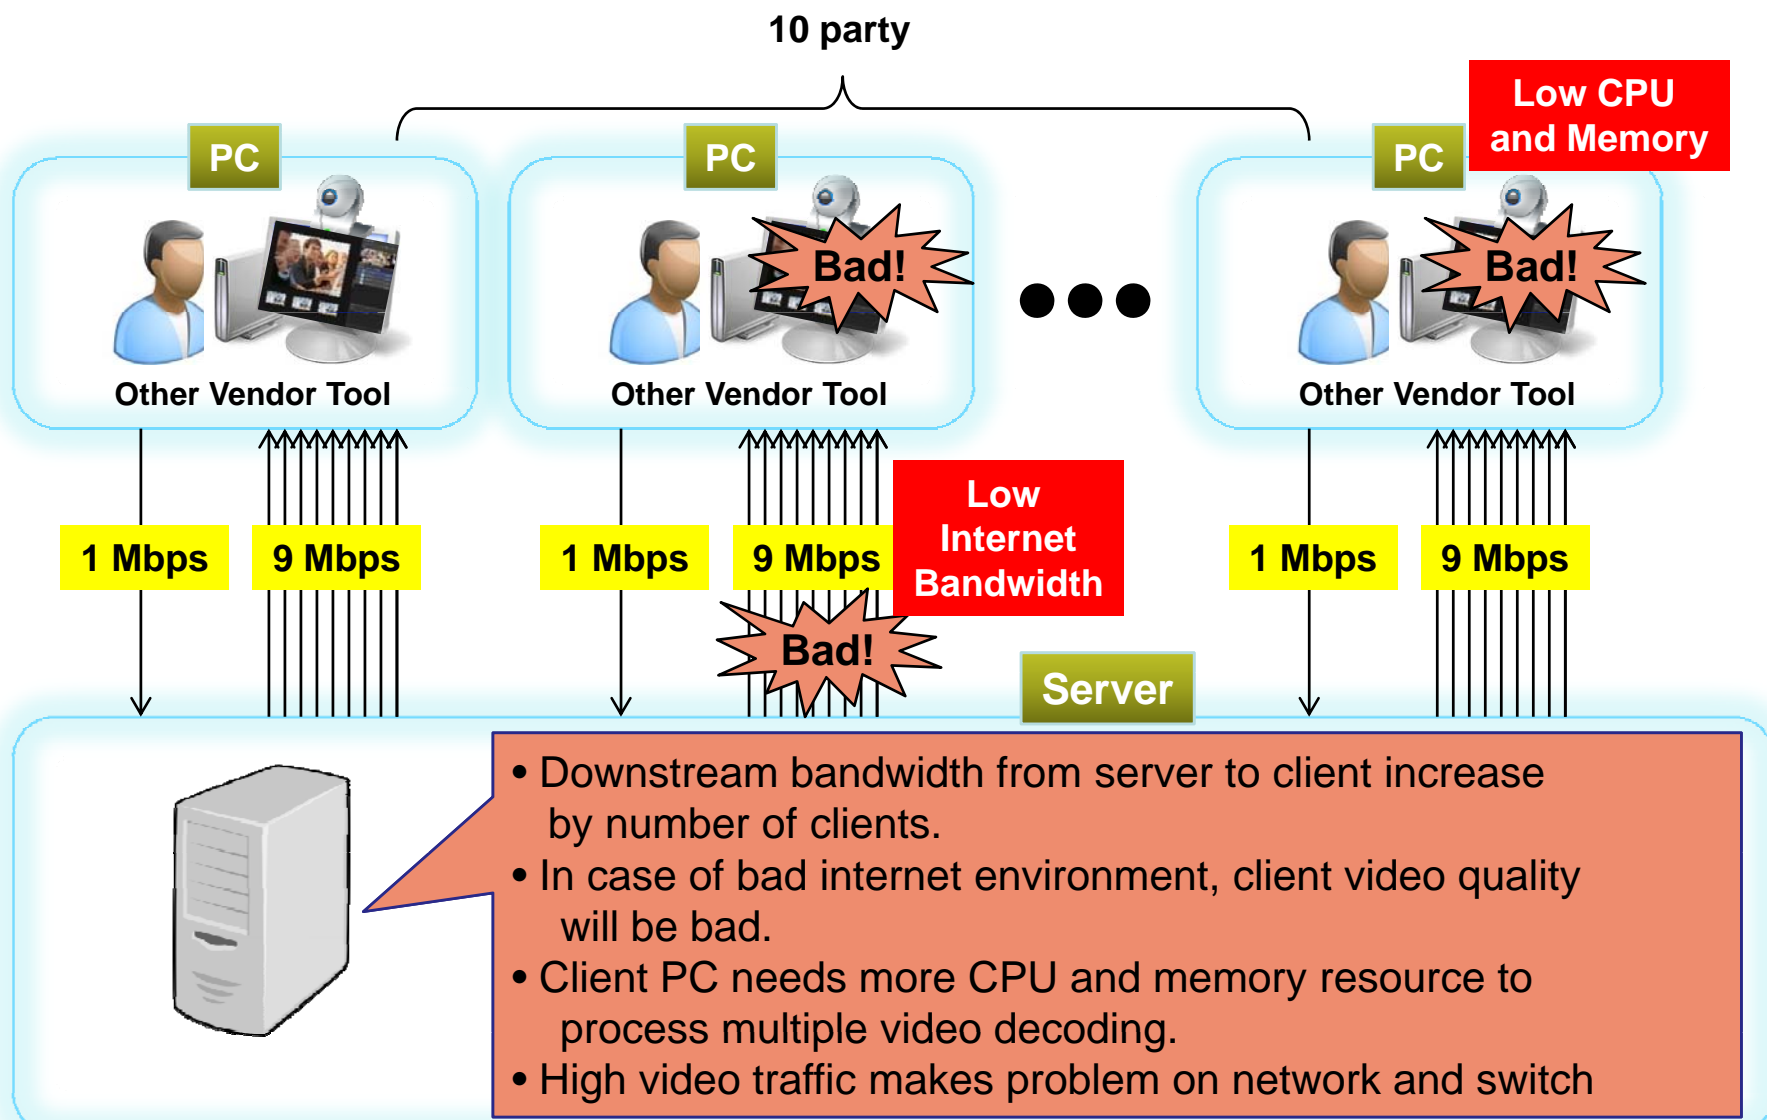 10 party
Low CPU
and Memory
PC
PC
PC
Bad!
Bad!
Other Vendor Tool
Other Vendor Tool
Other Vendor Tool
Low
Internet
Bandwidth
1 Mbps
9 Mbps
1 Mbps
9 Mbps
1 Mbps
9 Mbps
Bad!
Server
• Downstream bandwidth from server to client increase
by number of clients.
• In case of bad internet environment, client video quality
will be bad.
• Client PC needs more CPU and memory resource to
process multiple video decoding.
• High video traffic makes problem on network and switch